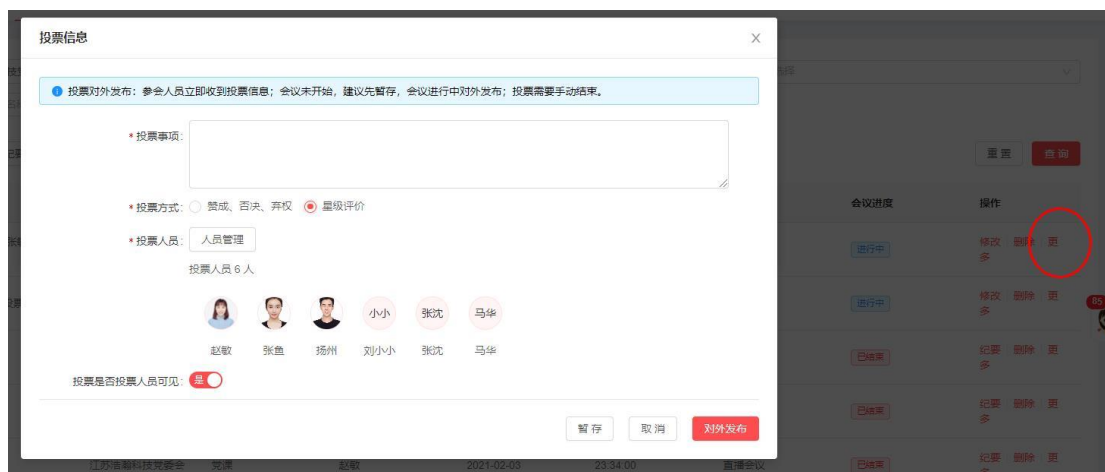 投票信息
投票对外发布：参会人员立即收到投票信息；会议未开始，建议先暂存，会议进行中对外发布；投票需要手动结束。
* 投票事项:
* 投票方式: 赞成、否决、弃权 星级评价
* 投票人员: 人员管理
投票人员 6 人
小小 张沈 马华
赵敏 张鱼 扬州 刘小小 张沈 马华
投票是否投票人员可见: 是
暂存 取消 对外发布
重置 查询
会议进度 操作
进行中 修改 删除 更多
进行中 修改 删除 更多
已结束 纪要 删除 更多
已结束 纪要 删除 更多
江苏浩瀚科技党委会 党课 赵敏 2021-02-03 23:34:00 直播会议 已结束 纪要 删除 更
85